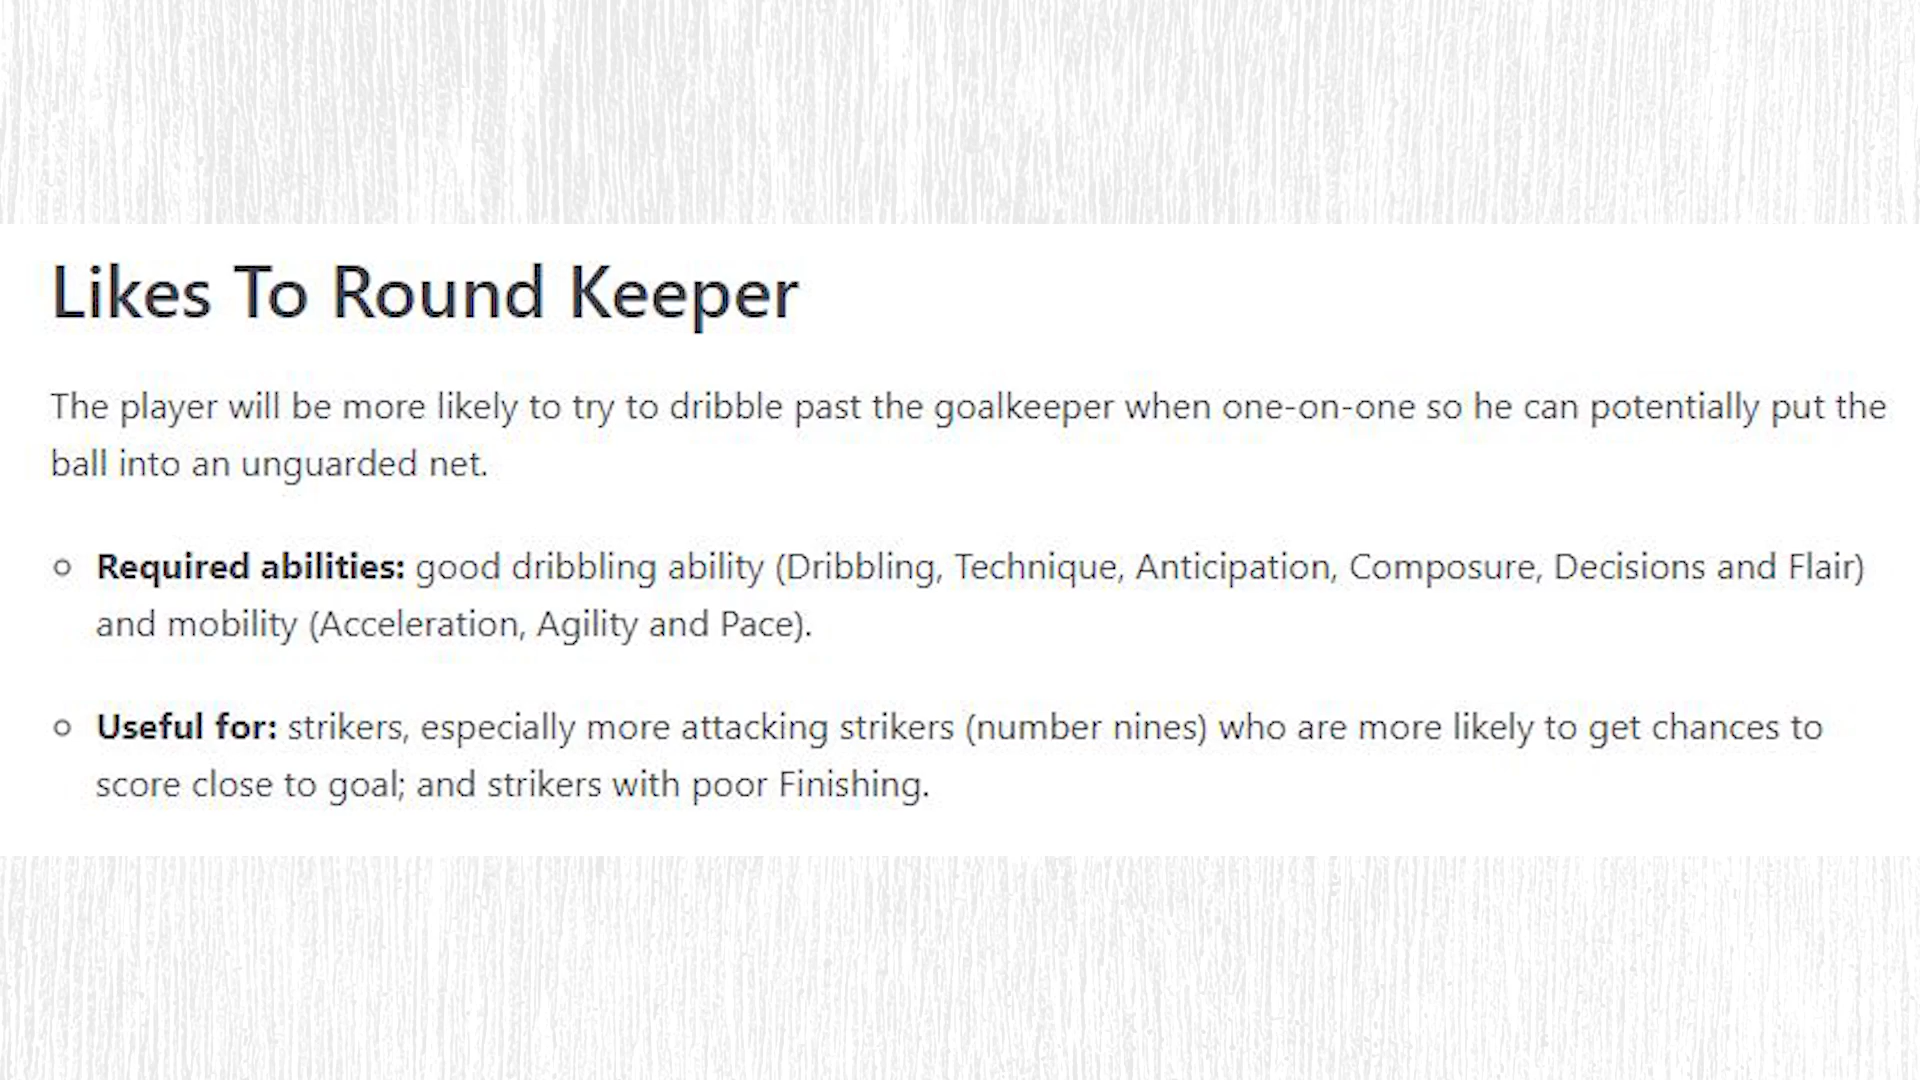 Likes To Round Keeper
The player will be more likely to try to dribble past the goalkeeper when one-on-one so he can potentially put the
ball into an unguarded net.
Required abilities: good dribbling ability (Dribbling, Technique, Anticipation, Composure, Decisions and Flair)
and mobility (Acceleration, Agility and Pace).
Useful for: strikers, especially more attacking strikers (number nines) who are more likely to get chances to
score close to goal; and strikers with poor Finishing.